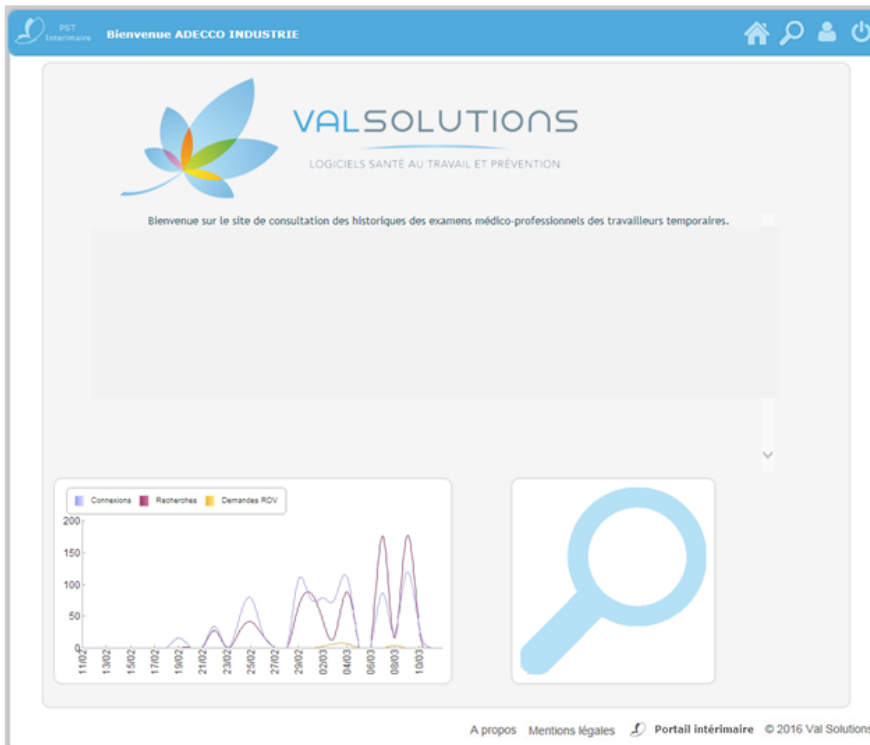 PST
Interimaire
Bienvenue ADECCO INDUSTRIE
VALSOLUTIONS
LOGICIELS SANTÉ AU TRAVAIL ET PRÉVENTION
Bienvenue sur le site de consultation des historiques des examens médico-professionnels des travailleurs temporaires.
Connexions Recherches Demandes RDV
200
150
100
50
0
11/02 13/02 15/02 17/02 19/02 21/02 23/02 25/02 27/02 29/02 02/03 04/03 06/03 08/03 10/03
A propos Mentions légales Portail intérimaire © 2016 Val Solutions